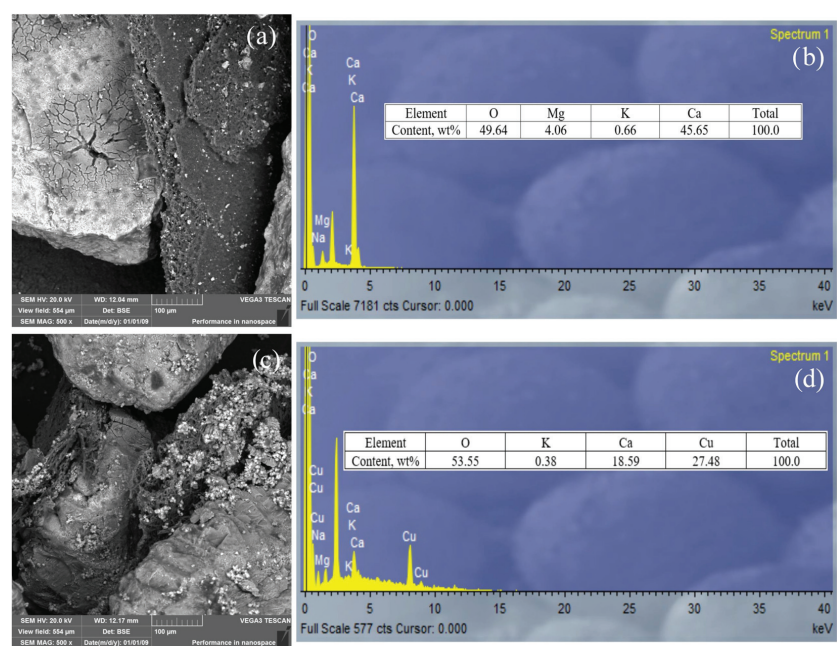 (a)
SEM HV: 20.0 kV WD: 12.04 mm VEGA3 TESCAN
View field: 554 µm Det: BSE 100 µm
SEM MAG: 500 x Date(m/d/y): 01/01/09 Performance in nanospace
Spectrum 1
(b)
O
Ca
K
Ca
Ca
K
Ca
Mg
Na
K
Element O Mg K Ca Total
Content, wt% 49.64 4.06 0.66 45.65 100.0
0 5 10 15 20 25 30 35 40
Full Scale 7181 cts Cursor: 0.000 keV
(c)
SEM HV: 20.0 kV WD: 12.17 mm VEGA3 TESCAN
View field: 554 µm Det: BSE 100 µm
SEM MAG: 500 x Date(m/d/y): 01/01/09 Performance in nanospace
Spectrum 1
(d)
O
Ca
K
Ca
Cu
Cu
Cu
Na
Mg
Ca
K
Ca
K
Cu
Cu
Element O K Ca Cu Total
Content, wt% 53.55 0.38 18.59 27.48 100.0
0 5 10 15 20 25 30 35 40
Full Scale 577 cts Cursor: 0.000 keV